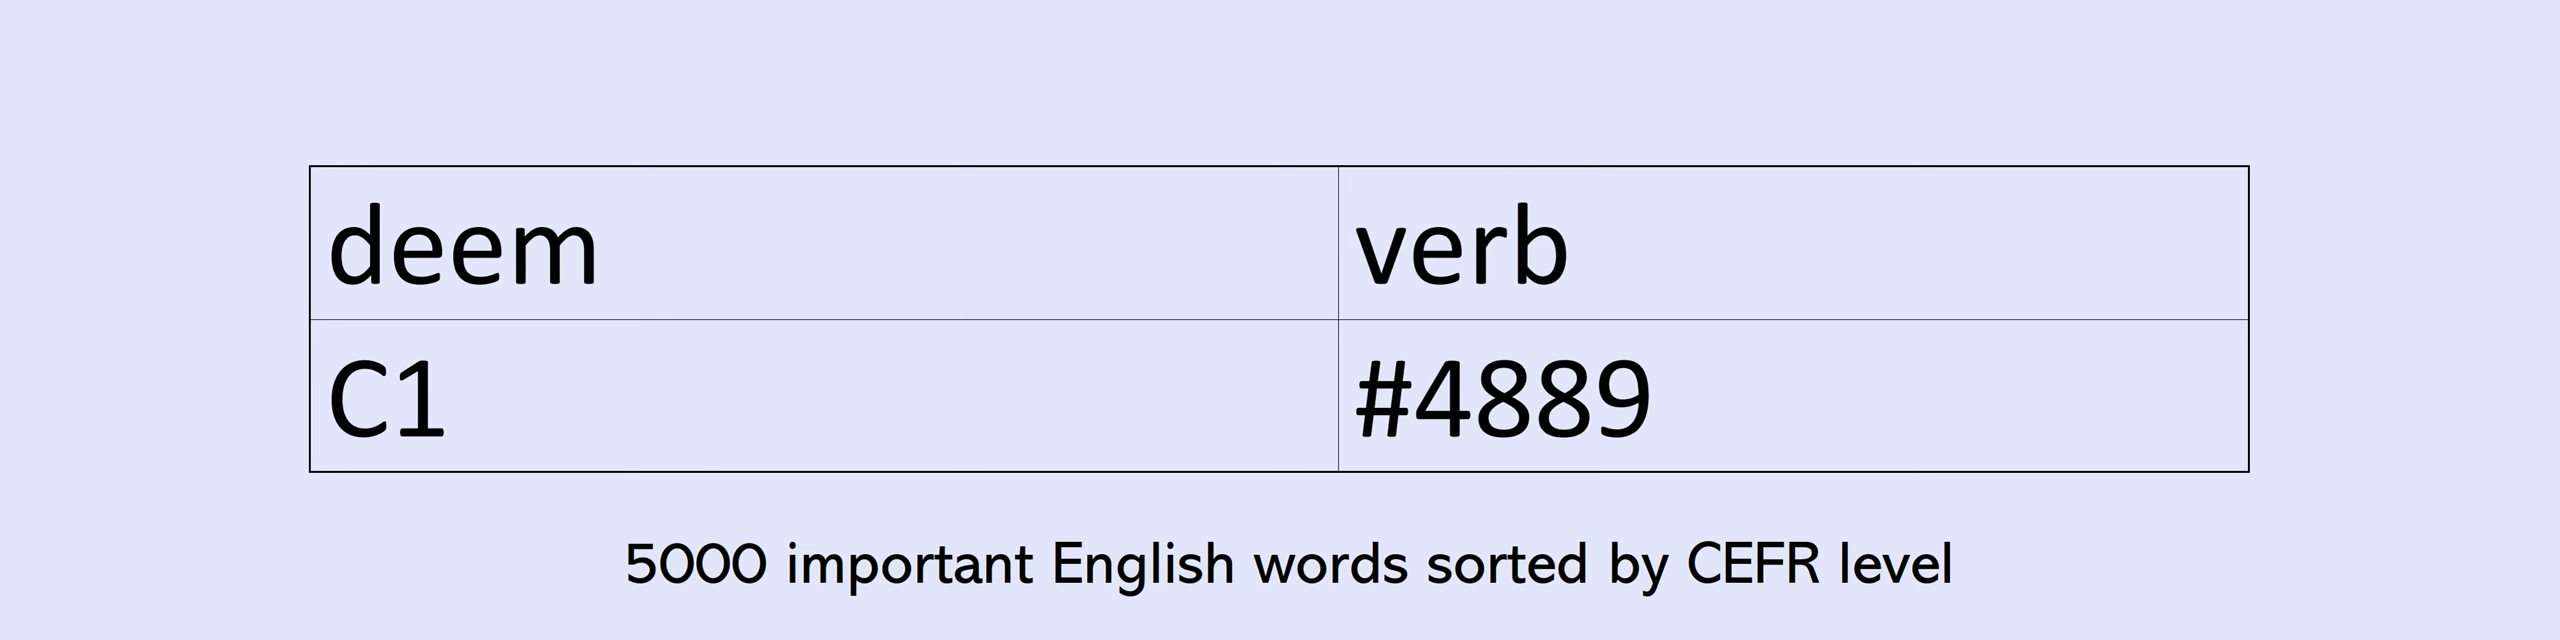 deem verb
C1 #4889
5000 important English words sorted by CEFR level